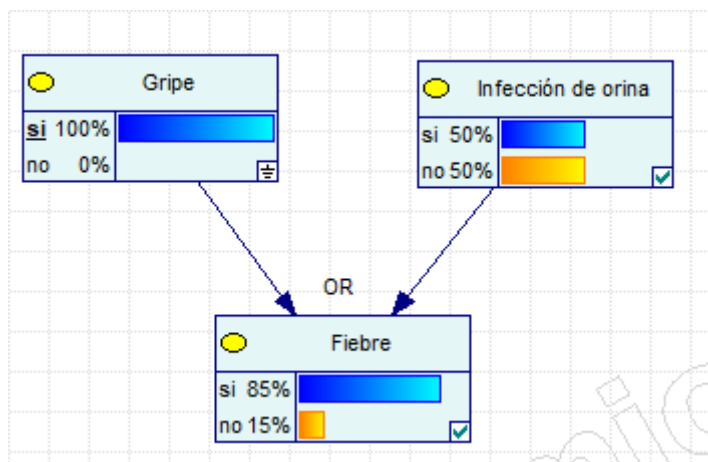 Gripe
si 100%
no 0%
Infección de orina
si 50%
no 50%
OR
Fiebre
si 85%
no 15%